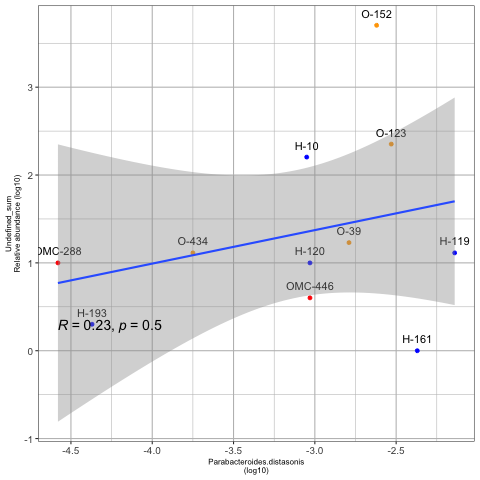 O-152
O-123
H-10
OMC-288
O-434
O-39
H-120
H-119
OMC-446
H-193
R = 0.23, p = 0.5
H-161
3
2
1
0
-1
-4.5 -4.0 -3.5 -3.0 -2.5
Undefined_sum
Relative abundance (log10)
Parabacteroides.distasonis
(log10)